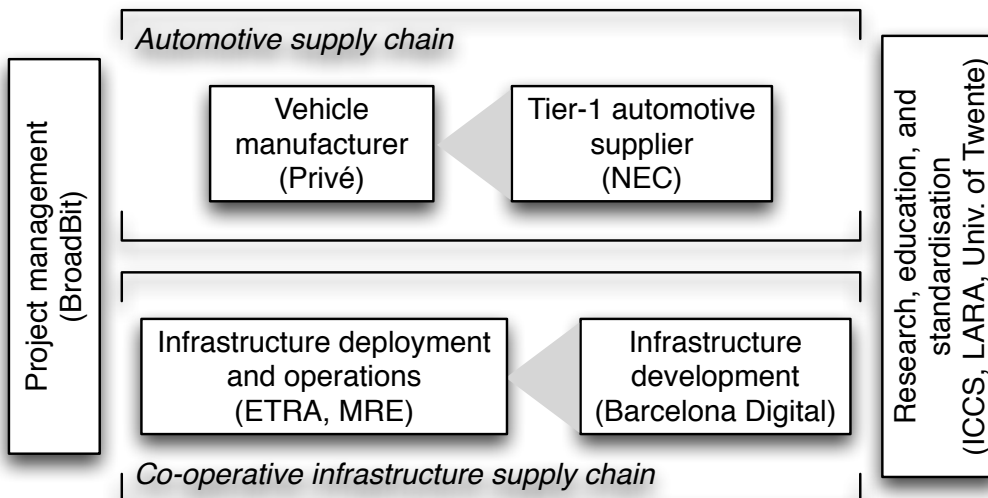 Project management
(BroadBit)
Automotive supply chain
Vehicle
manufacturer
(Privé)
Tier-1 automotive
supplier
(NEC)
Infrastructure deployment
and operations
(ETRA, MRE)
Infrastructure
development
(Barcelona Digital)
Co-operative infrastructure supply chain
Research, education, and
standardisation
(ICCS, LARA, Univ. of Twente)